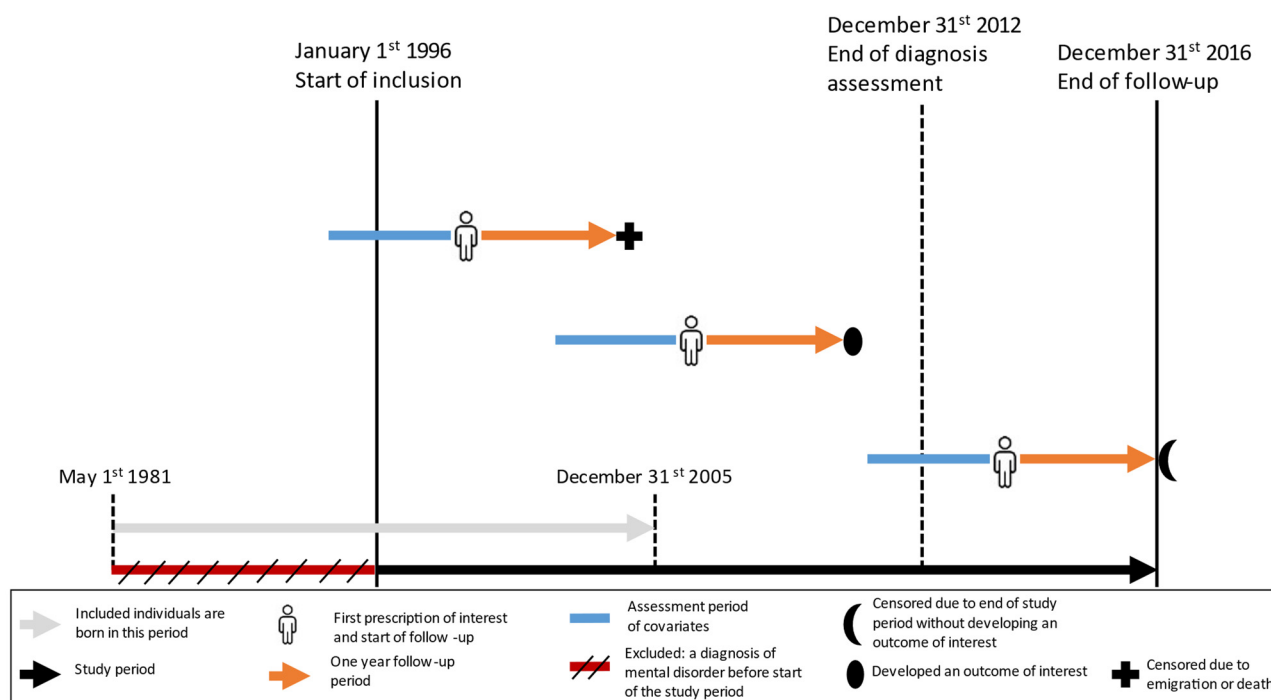 January 1st 1996
Start of inclusion
December 31st 2012
End of diagnosis
assessment
December 31st 2016
End of follow-up
May 1st 1981
December 31st 2005
Included individuals are
born in this period
Study period
First prescription of interest
and start of follow -up
One year follow-up
period
Assessment period
of covariates
Excluded: a diagnosis of
mental disorder before start
of the study period
Censored due to end of study
period without developing an
outcome of interest
Developed an outcome of interest
Censored due to
emigration or death